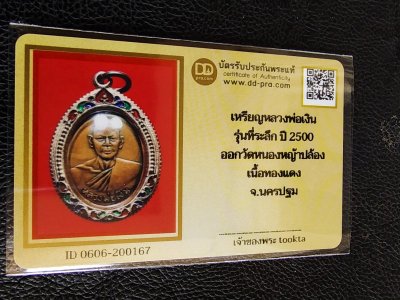 DD
pra.com
บัตรรับประกันพระแท้
certificate of Authenticity
www.dd-pra.com
เหรียญหลวงพ่อเงิน
รุ่นที่ระลึก ปี 2500
ออกวัดหนองหญ้าปล้อง
เนื้อทองแดง
จ.นครปฐม
เจ้าของพระ tookta
ID 0606-200167